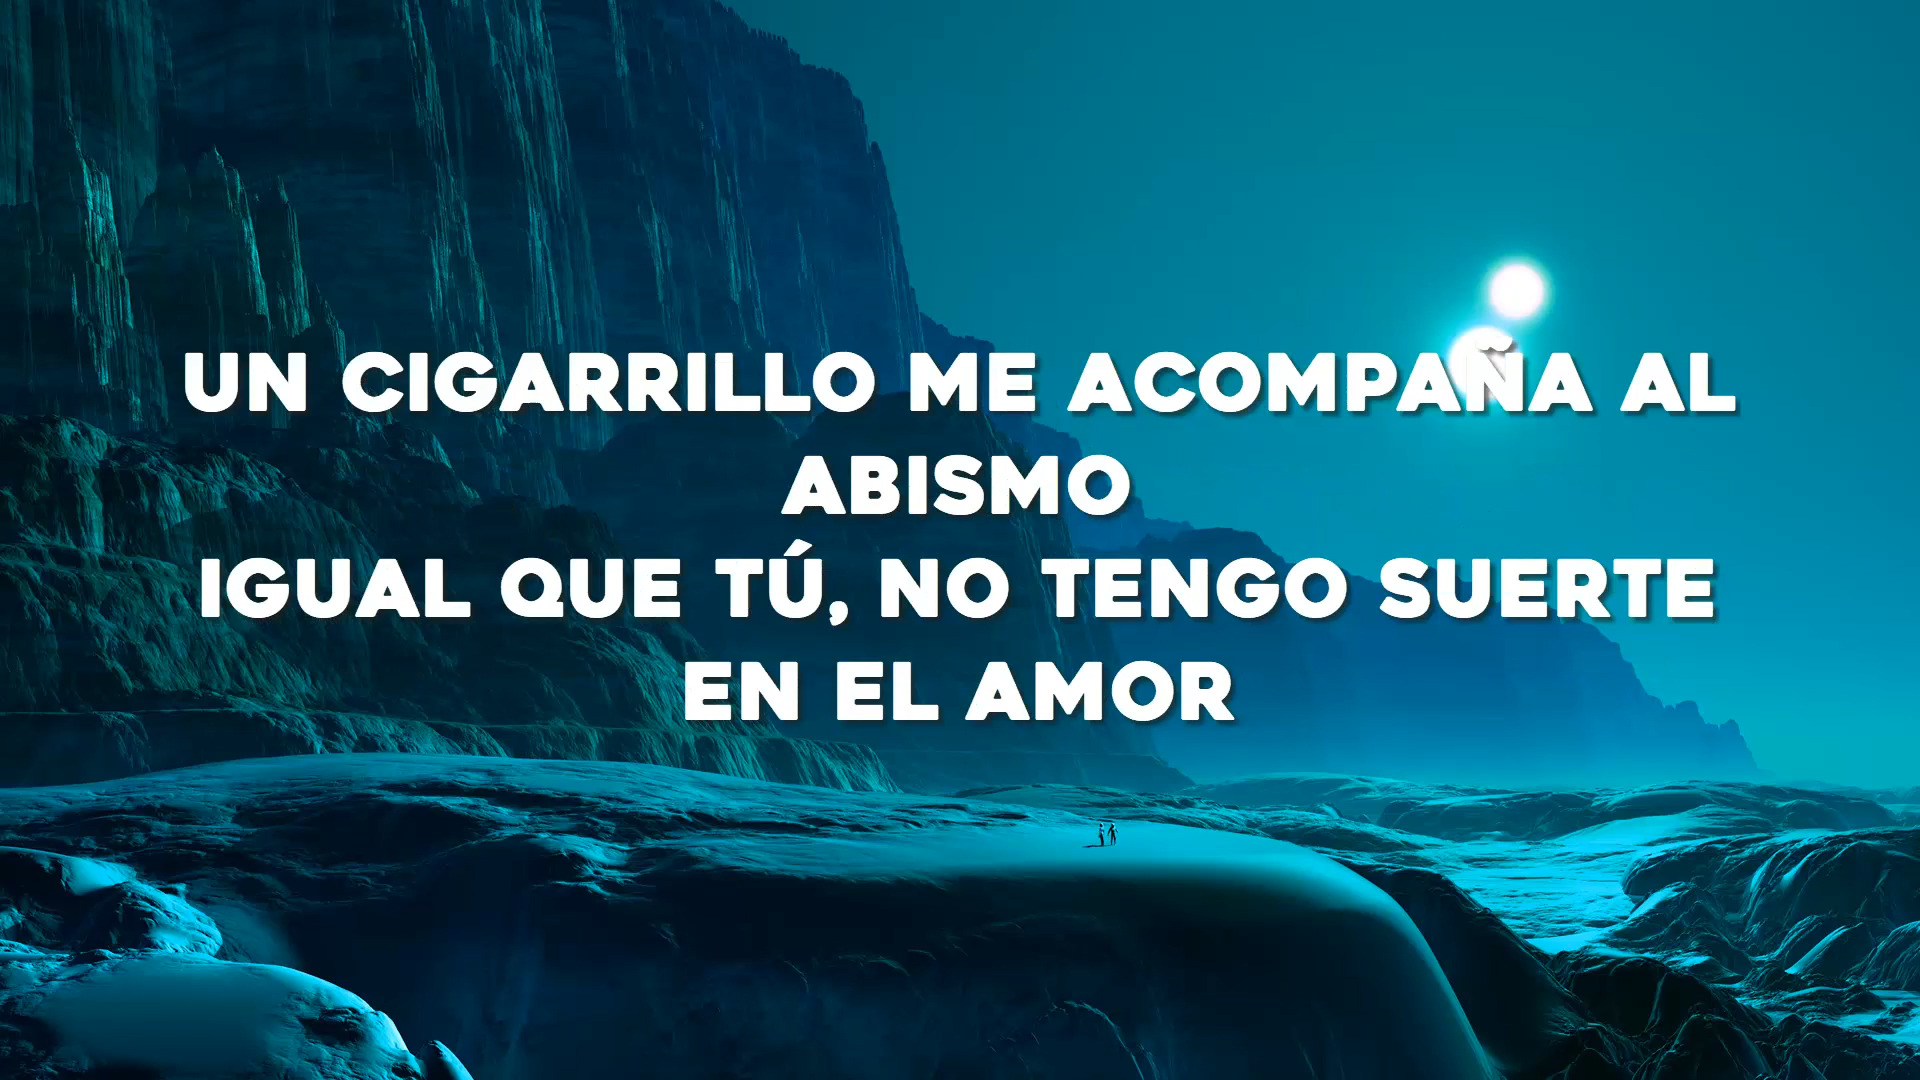 UN CIGARRILLO ME ACOMPAÑA AL
ABISMO
IGUAL QUE TÚ, NO TENGO SUERTE
EN EL AMOR